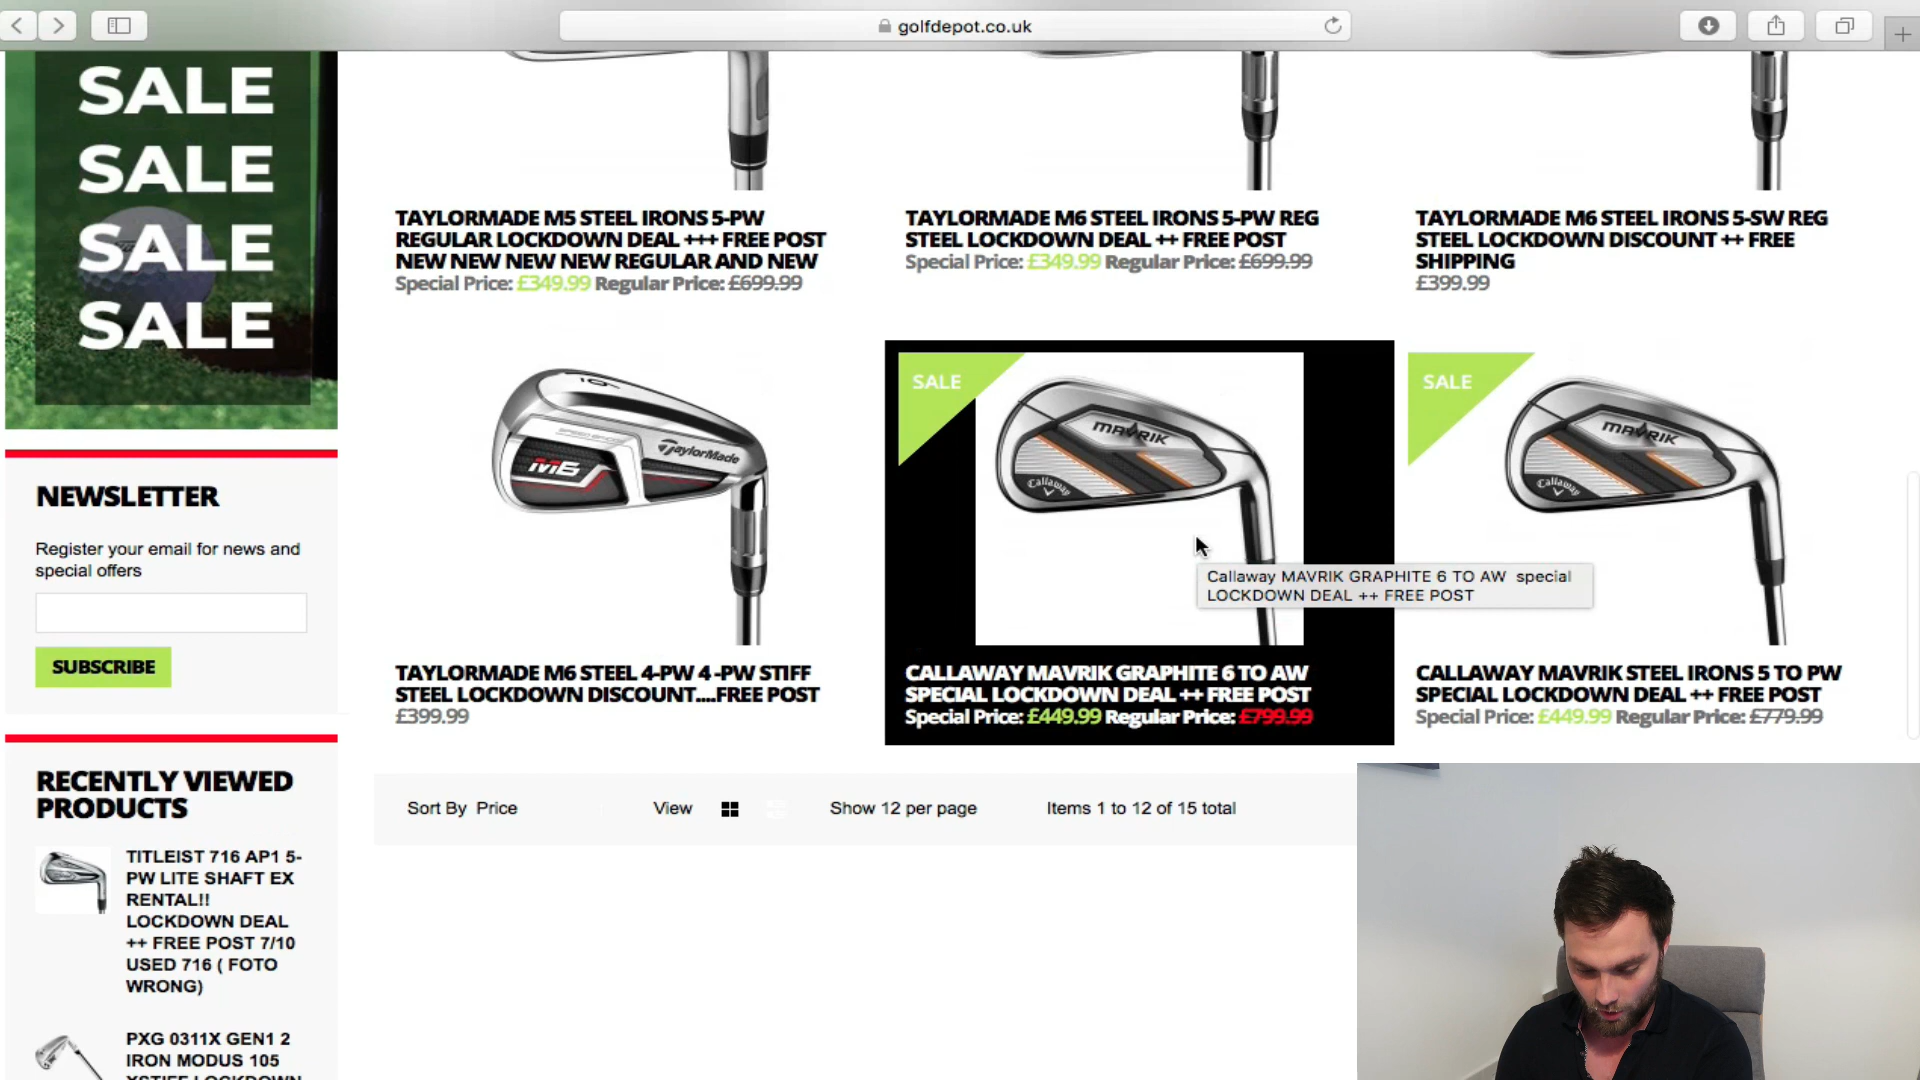 golfdepot.co.uk
SALE
SALE
SALE
SALE
TAYLORMADE M5 STEEL IRONS 5-PW
REGULAR LOCKDOWN DEAL +++ FREE POST
NEW NEW NEW NEW REGULAR AND NEW
Special Price: £349.99 Regular Price: £699.99
TAYLORMADE M6 STEEL IRONS 5-PW REG
STEEL LOCKDOWN DEAL ++ FREE POST
Special Price: £349.99 Regular Price: £699.99
TAYLORMADE M6 STEEL IRONS 5-SW REG
STEEL LOCKDOWN DISCOUNT ++ FREE
SHIPPING
£399.99
6
TaylorMade
M6
TAYLORMADE M6 STEEL 4-PW 4 -PW STIFF
STEEL LOCKDOWN DISCOUNT....FREE POST
£399.99
SALE
MAVRIK
Callaway
Callaway MAVRIK GRAPHITE 6 TO AW special
LOCKDOWN DEAL ++ FREE POST
CALLAWAY MAVRIK GRAPHITE 6 TO AW
SPECIAL LOCKDOWN DEAL ++ FREE POST
Special Price: £449.99 Regular Price: £799.99
SALE
MAVRIK
Callaway
CALLAWAY MAVRIK STEEL IRONS 5 TO PW
SPECIAL LOCKDOWN DEAL ++ FREE POST
Special Price: £449.99 Regular Price: £779.99
NEWSLETTER
Register your email for news and
special offers
SUBSCRIBE
RECENTLY VIEWED
PRODUCTS
TITLEIST 716 AP1 5-
PW LITE SHAFT EX
RENTAL!!
LOCKDOWN DEAL
++ FREE POST 7/10
USED 716 ( FOTO
WRONG)
PXG 0311X GEN1 2
IRON MODUS 105
XSTIFF LOCKDOWN
Sort By Price View Show 12 per page Items 1 to 12 of 15 total